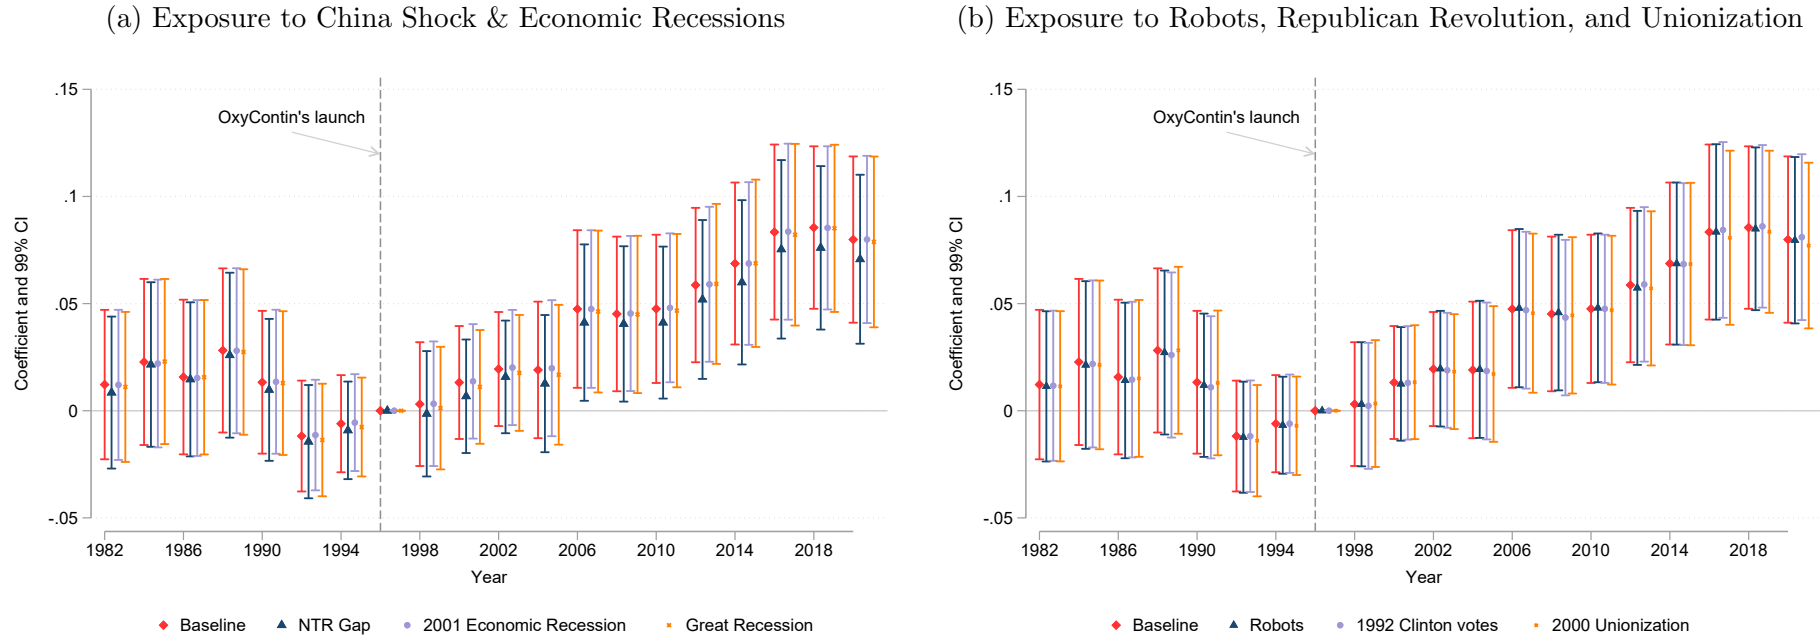 (a) Exposure to China Shock & Economic Recessions
.15
.1
.05
0
-.05
Coefficient and 99% CI
OxyContin's launch
1982 1986 1990 1994 1998 2002 2006 2010 2014 2018
Year
Baseline NTR Gap 2001 Economic Recession Great Recession
(b) Exposure to Robots, Republican Revolution, and Unionization
.15
.1
.05
0
-.05
Coefficient and 99% CI
OxyContin's launch
1982 1986 1990 1994 1998 2002 2006 2010 2014 2018
Year
Baseline Robots 1992 Clinton votes 2000 Unionization